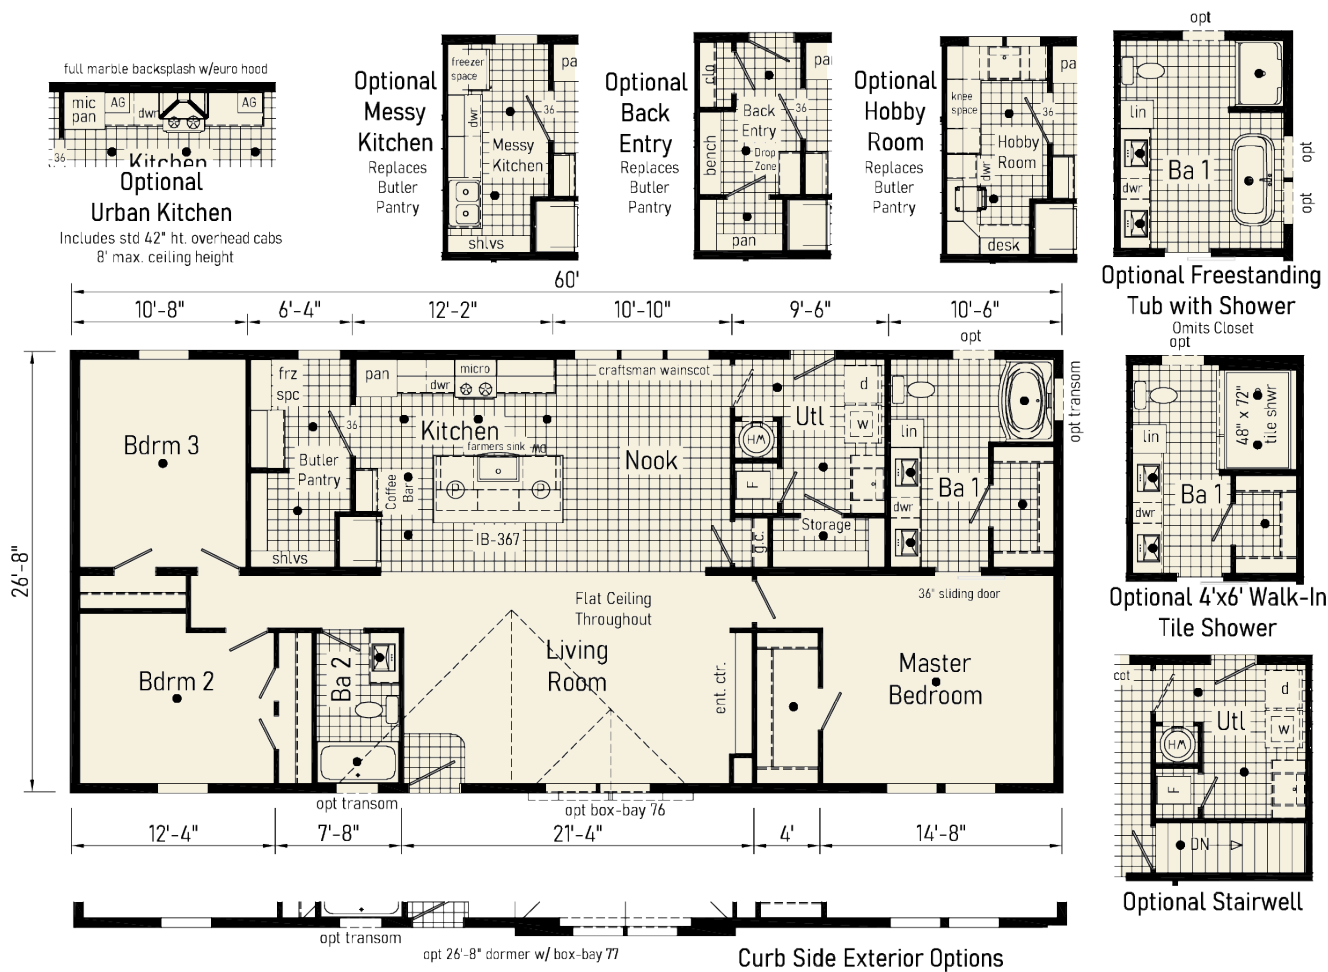 full marble backsplash w/euro hood
mic
pan
AG
dwr
AG
36
Kitchen
Optional
Urban Kitchen
Includes std 42" ht. overhead cabs
8' max. ceiling height
Optional
Messy
Kitchen
Replaces
Butler
Pantry
freezer
space
pa
dwr
36
Messy
Kitchen
shlvs
Optional
Back
Entry
Replaces
Butler
Pantry
clo
pa
36
Back
Entry
bench
Drop
Zone
pan
Optional
Hobby
Room
Replaces
Butler
Pantry
pa
knee
space
36
Hobby
Room
dwr
desk
opt
lin
dwr
Ba 1
opt
opt
Optional Freestanding
Tub with Shower
Omits Closet
60'
10'-8"
6'-4"
12'-2"
10'-10"
9'-6"
10'-6"
opt
26'-8"
Bdrm 3
frz
spc
36
Butler
Pantry
shlvs
pan
dwr
micro
Kitchen
farmers sink
Coffee
Bar
IB-367
craftsman wainscot
Nook
Utl
d
w
HW
F
g.c.
Storage
lin
dwr
Ba 1
opt transom
36" sliding door
Flat Ceiling
Throughout
Bdrm 2
Ba 2
Living
Room
ent. ctr.
Master
Bedroom
opt transom
opt box-bay 76
12'-4"
7'-8"
21'-4"
4'
14'-8"
opt transom
opt 26'-8" dormer w/ box-bay 77
Curb Side Exterior Options
opt
48" x 72"
tile shwr
lin
dwr
Ba 1
Optional 4'x6' Walk-In
Tile Shower
cot
Utl
d
w
HW
F
DN
Optional Stairwell